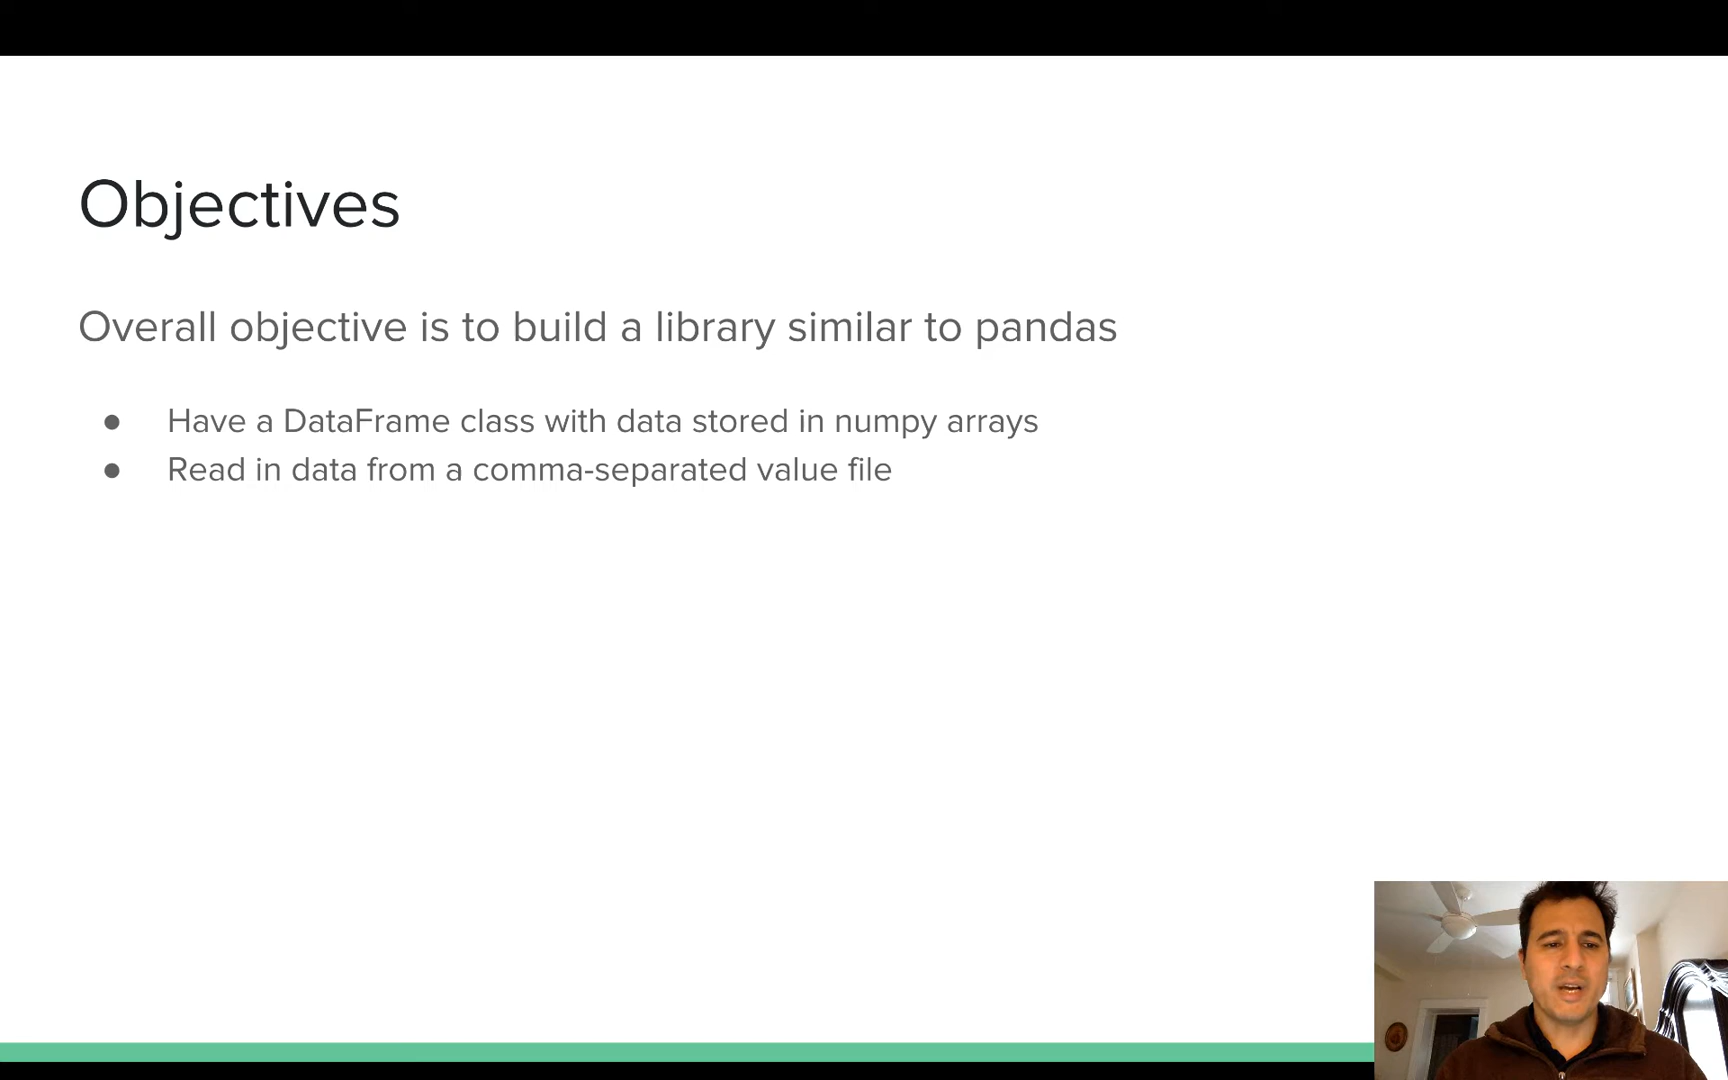 Objectives
Overall objective is to build a library similar to pandas
● Have a DataFrame class with data stored in numpy arrays
● Read in data from a comma-separated value file